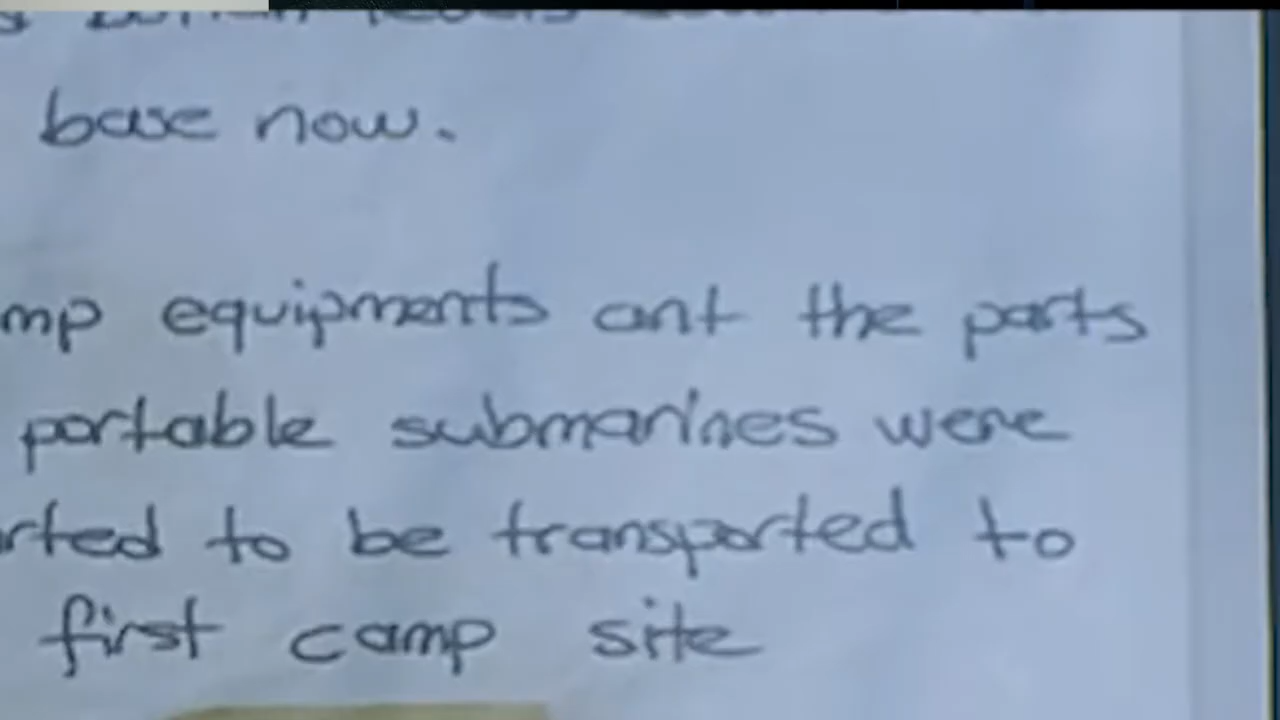 base now.
mp equipments ant the parts
portable submarines were
rted to be transported to
first camp site